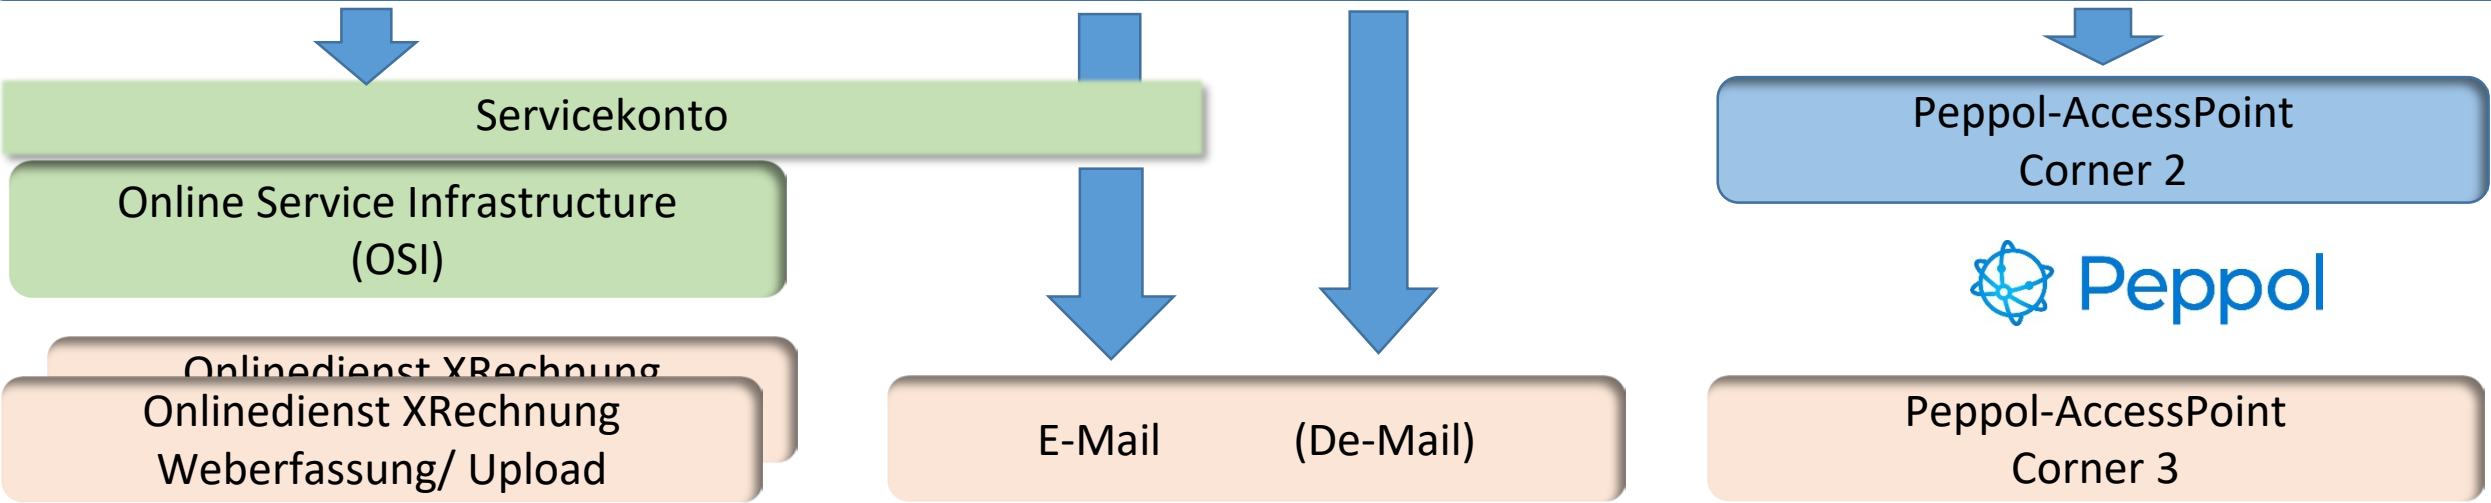 Servicekonto
Online Service Infrastructure
(OSI)
Onlinedienst XRechnung
Onlinedienst XRechnung
Weberfassung/ Upload
E-Mail (De-Mail)
Peppol-AccessPoint
Corner 2
Peppol
Peppol-AccessPoint
Corner 3